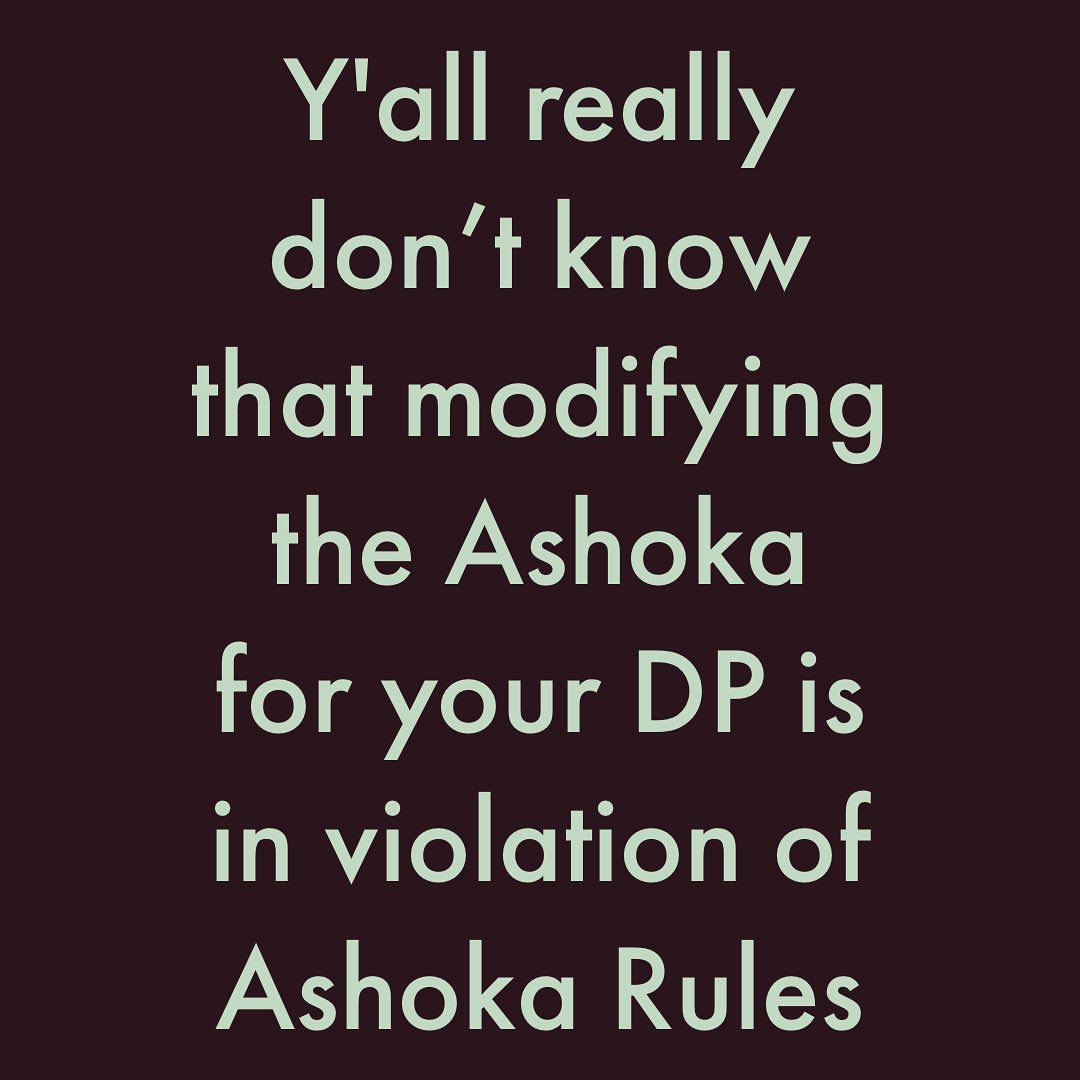 Y'all really
don’t know
that modifying
the Ashoka
for your DP is
in violation of
Ashoka Rules